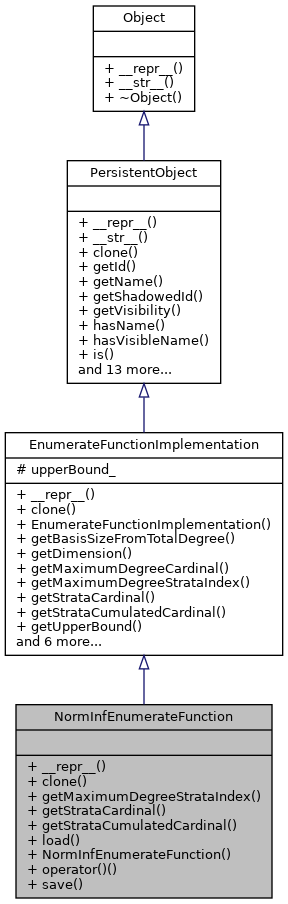 Object
+ __repr__()
+ __str__()
+ ~Object()
PersistentObject
+ __repr__()
+ __str__()
+ clone()
+ getId()
+ getName()
+ getShadowedId()
+ getVisibility()
+ hasName()
+ hasVisibleName()
+ is()
and 13 more...
EnumerateFunctionImplementation
# upperBound_
+ __repr__()
+ clone()
+ EnumerateFunctionImplementation()
+ getBasisSizeFromTotalDegree()
+ getDimension()
+ getMaximumDegreeCardinal()
+ getMaximumDegreeStrataIndex()
+ getStrataCardinal()
+ getStrataCumulatedCardinal()
+ getUpperBound()
and 6 more...
NormInfEnumerateFunction
+ __repr__()
+ clone()
+ getMaximumDegreeStrataIndex()
+ getStrataCardinal()
+ getStrataCumulatedCardinal()
+ load()
+ NormInfEnumerateFunction()
+ operator()()
+ save()